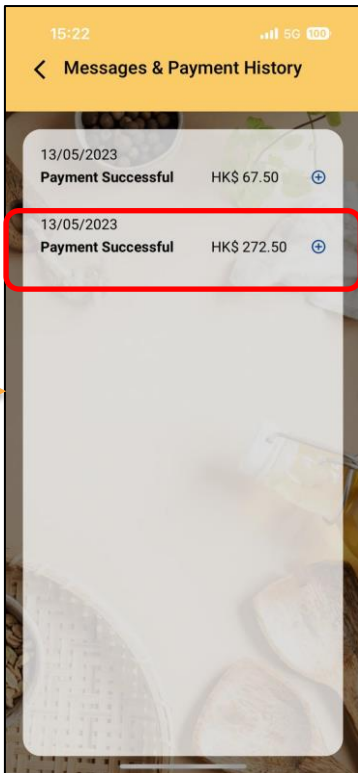 15:22 5G 100
Messages & Payment History
13/05/2023
Payment Successful HK$ 67.50
13/05/2023
Payment Successful HK$ 272.50